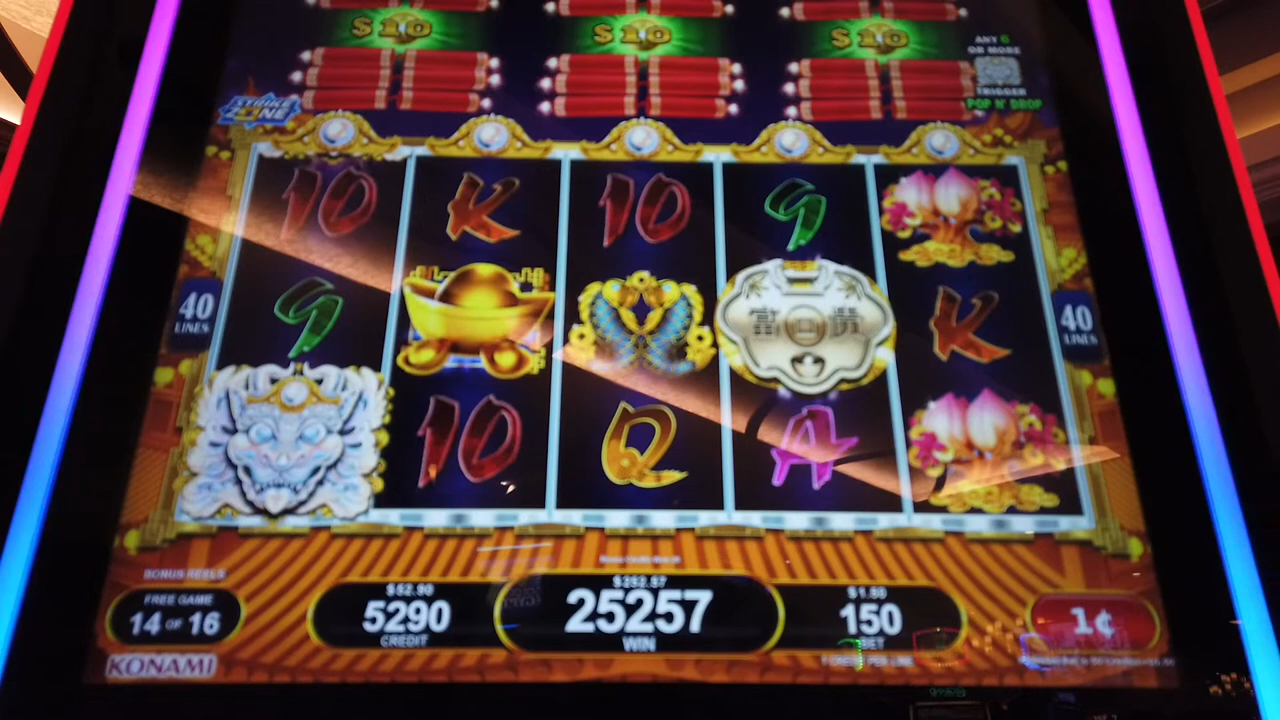 $10 $10 $10
ANY 6
OR MORE
TRIGGER
POP N' DROP
STRIKE
ZONE
10 K 10 9
40
LINES
9 富 貴 K
40
LINES
10 Q A
BONUS REELS
FREE GAME
14 OF 16
$52.90
5290
CREDIT
$252.57
25257
WIN
$1.50
150
BET
1¢
KONAMI